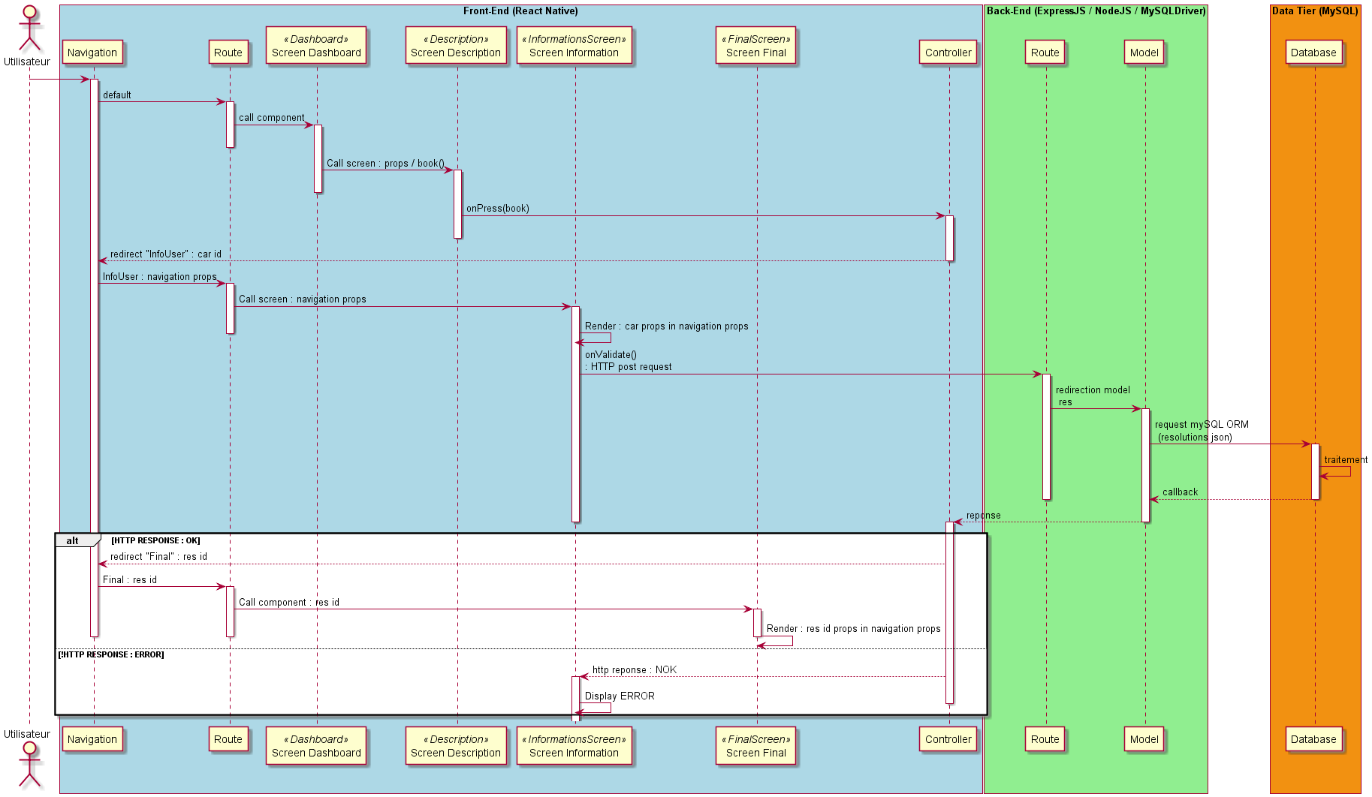 Front-End (React Native)
Back-End (ExpressJS / NodeJS / MySQLDriver)
Data Tier (MySQL)
Utilisateur
Navigation
Route
«Dashboard»
Screen Dashboard
«Description»
Screen Description
«InformationsScreen»
Screen Information
«FinalScreen»
Screen Final
Controller
Route
Model
Database
default
call component
Call screen : props / book()
onPress(book)
redirect "InfoUser" : car id
InfoUser : navigation props
Call screen : navigation props
Render : car props in navigation props
onValidate()
: HTTP post request
redirection model
res
request mySQL ORM
(resolutions json)
traitement
callback
reponse
alt
[HTTP RESPONSE : OK]
redirect "Final" : res id
Final : res id
Call component : res id
Render : res id props in navigation props
[!HTTP RESPONSE : ERROR]
http reponse : NOK
Display ERROR
Utilisateur
Navigation
Route
«Dashboard»
Screen Dashboard
«Description»
Screen Description
«InformationsScreen»
Screen Information
«FinalScreen»
Screen Final
Controller
Route
Model
Database